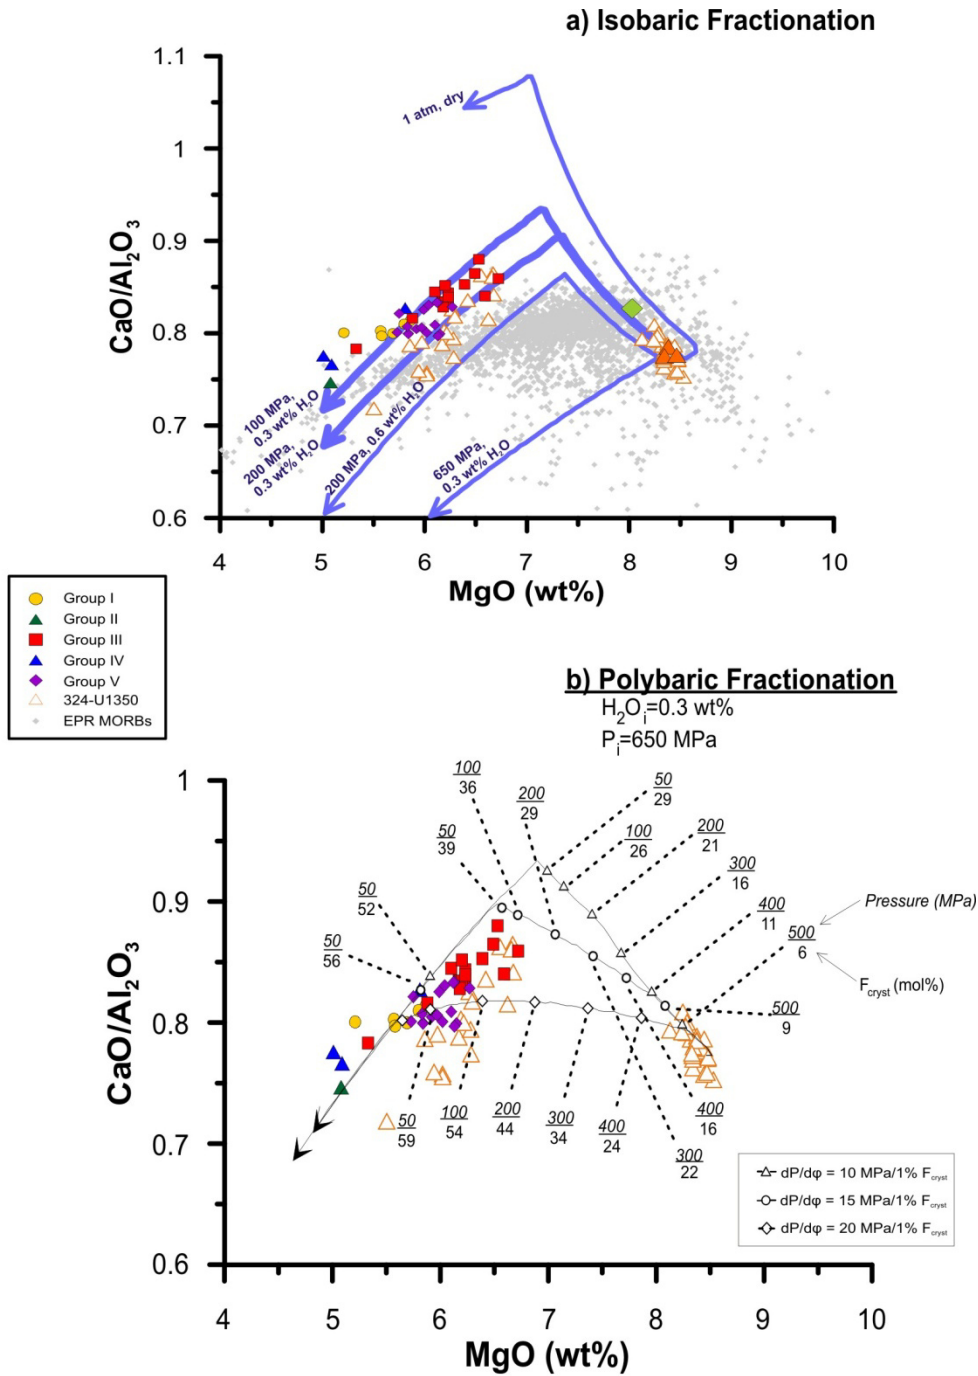 a) Isobaric Fractionation
1.1
1
0.9
0.8
0.7
0.6
CaO/Al₂O₃
1 atm, dry
100 MPa,
0.3 wt% H₂O
200 MPa,
0.3 wt% H₂O
200 MPa, 0.6 wt% H₂O
650 MPa,
0.3 wt% H₂O
4 5 6 7 8 9 10
MgO (wt%)
Group I
Group II
Group III
Group IV
Group V
324-U1350
EPR MORBs
b) Polybaric Fractionation
H₂Oᵢ=0.3 wt%
Pᵢ=650 MPa
1
0.9
0.8
0.7
0.6
CaO/Al₂O₃
100
36
200
29
50
29
50
39
100
26
200
21
300
16
50
52
400
11
Pressure (MPa)
50
56
500
6
F_cryst (mol%)
500
9
50
59
100
54
200
44
300
34
400
24
400
16
300
22
dP/dφ = 10 MPa/1% F_cryst
dP/dφ = 15 MPa/1% F_cryst
dP/dφ = 20 MPa/1% F_cryst
4 5 6 7 8 9 10
MgO (wt%)